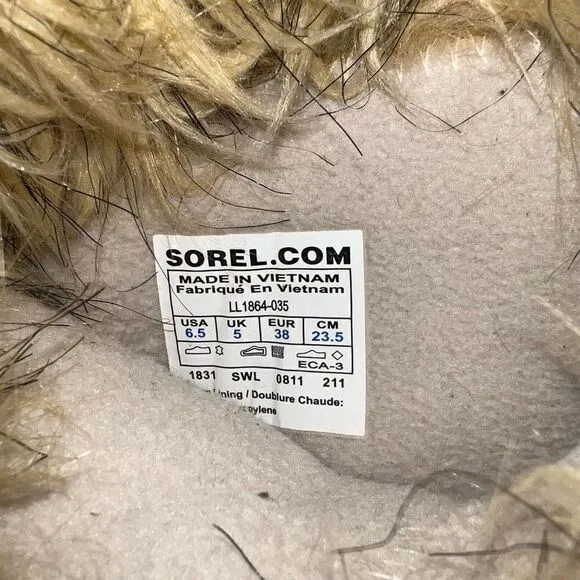 SOREL.COM
MADE IN VIETNAM
Fabriqué En Vietnam
LL1864-035
USA UK EUR CM
6.5 5 38 23.5
ECA-3
1831 SWL 0811 211
Lining / Doublure Chaude: